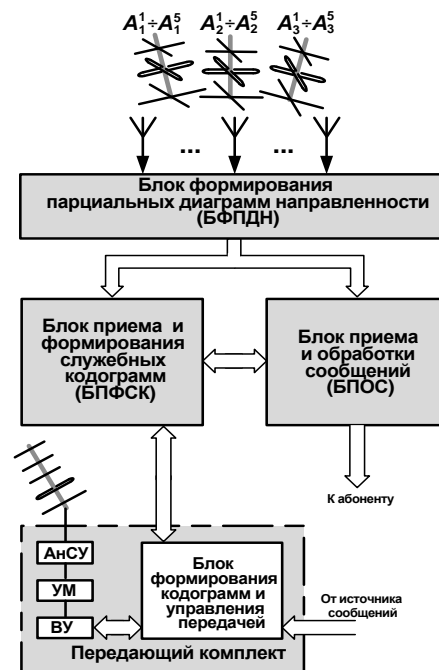 A₁¹÷A₁⁵ A₂¹÷A₂⁵ A₃¹÷A₃⁵
... ...
Блок формирования
парциальных диаграмм направленности
(БФПДН)
Блок приема и
формирования
служебных
кодограмм
(БПФСК)
Блок приема
и обработки
сообщений
(БПОС)
К абоненту
АнСУ
УМ
ВУ
Блок
формирования
кодограмм и
управления
передачей
От источника
сообщений
Передающий комплект